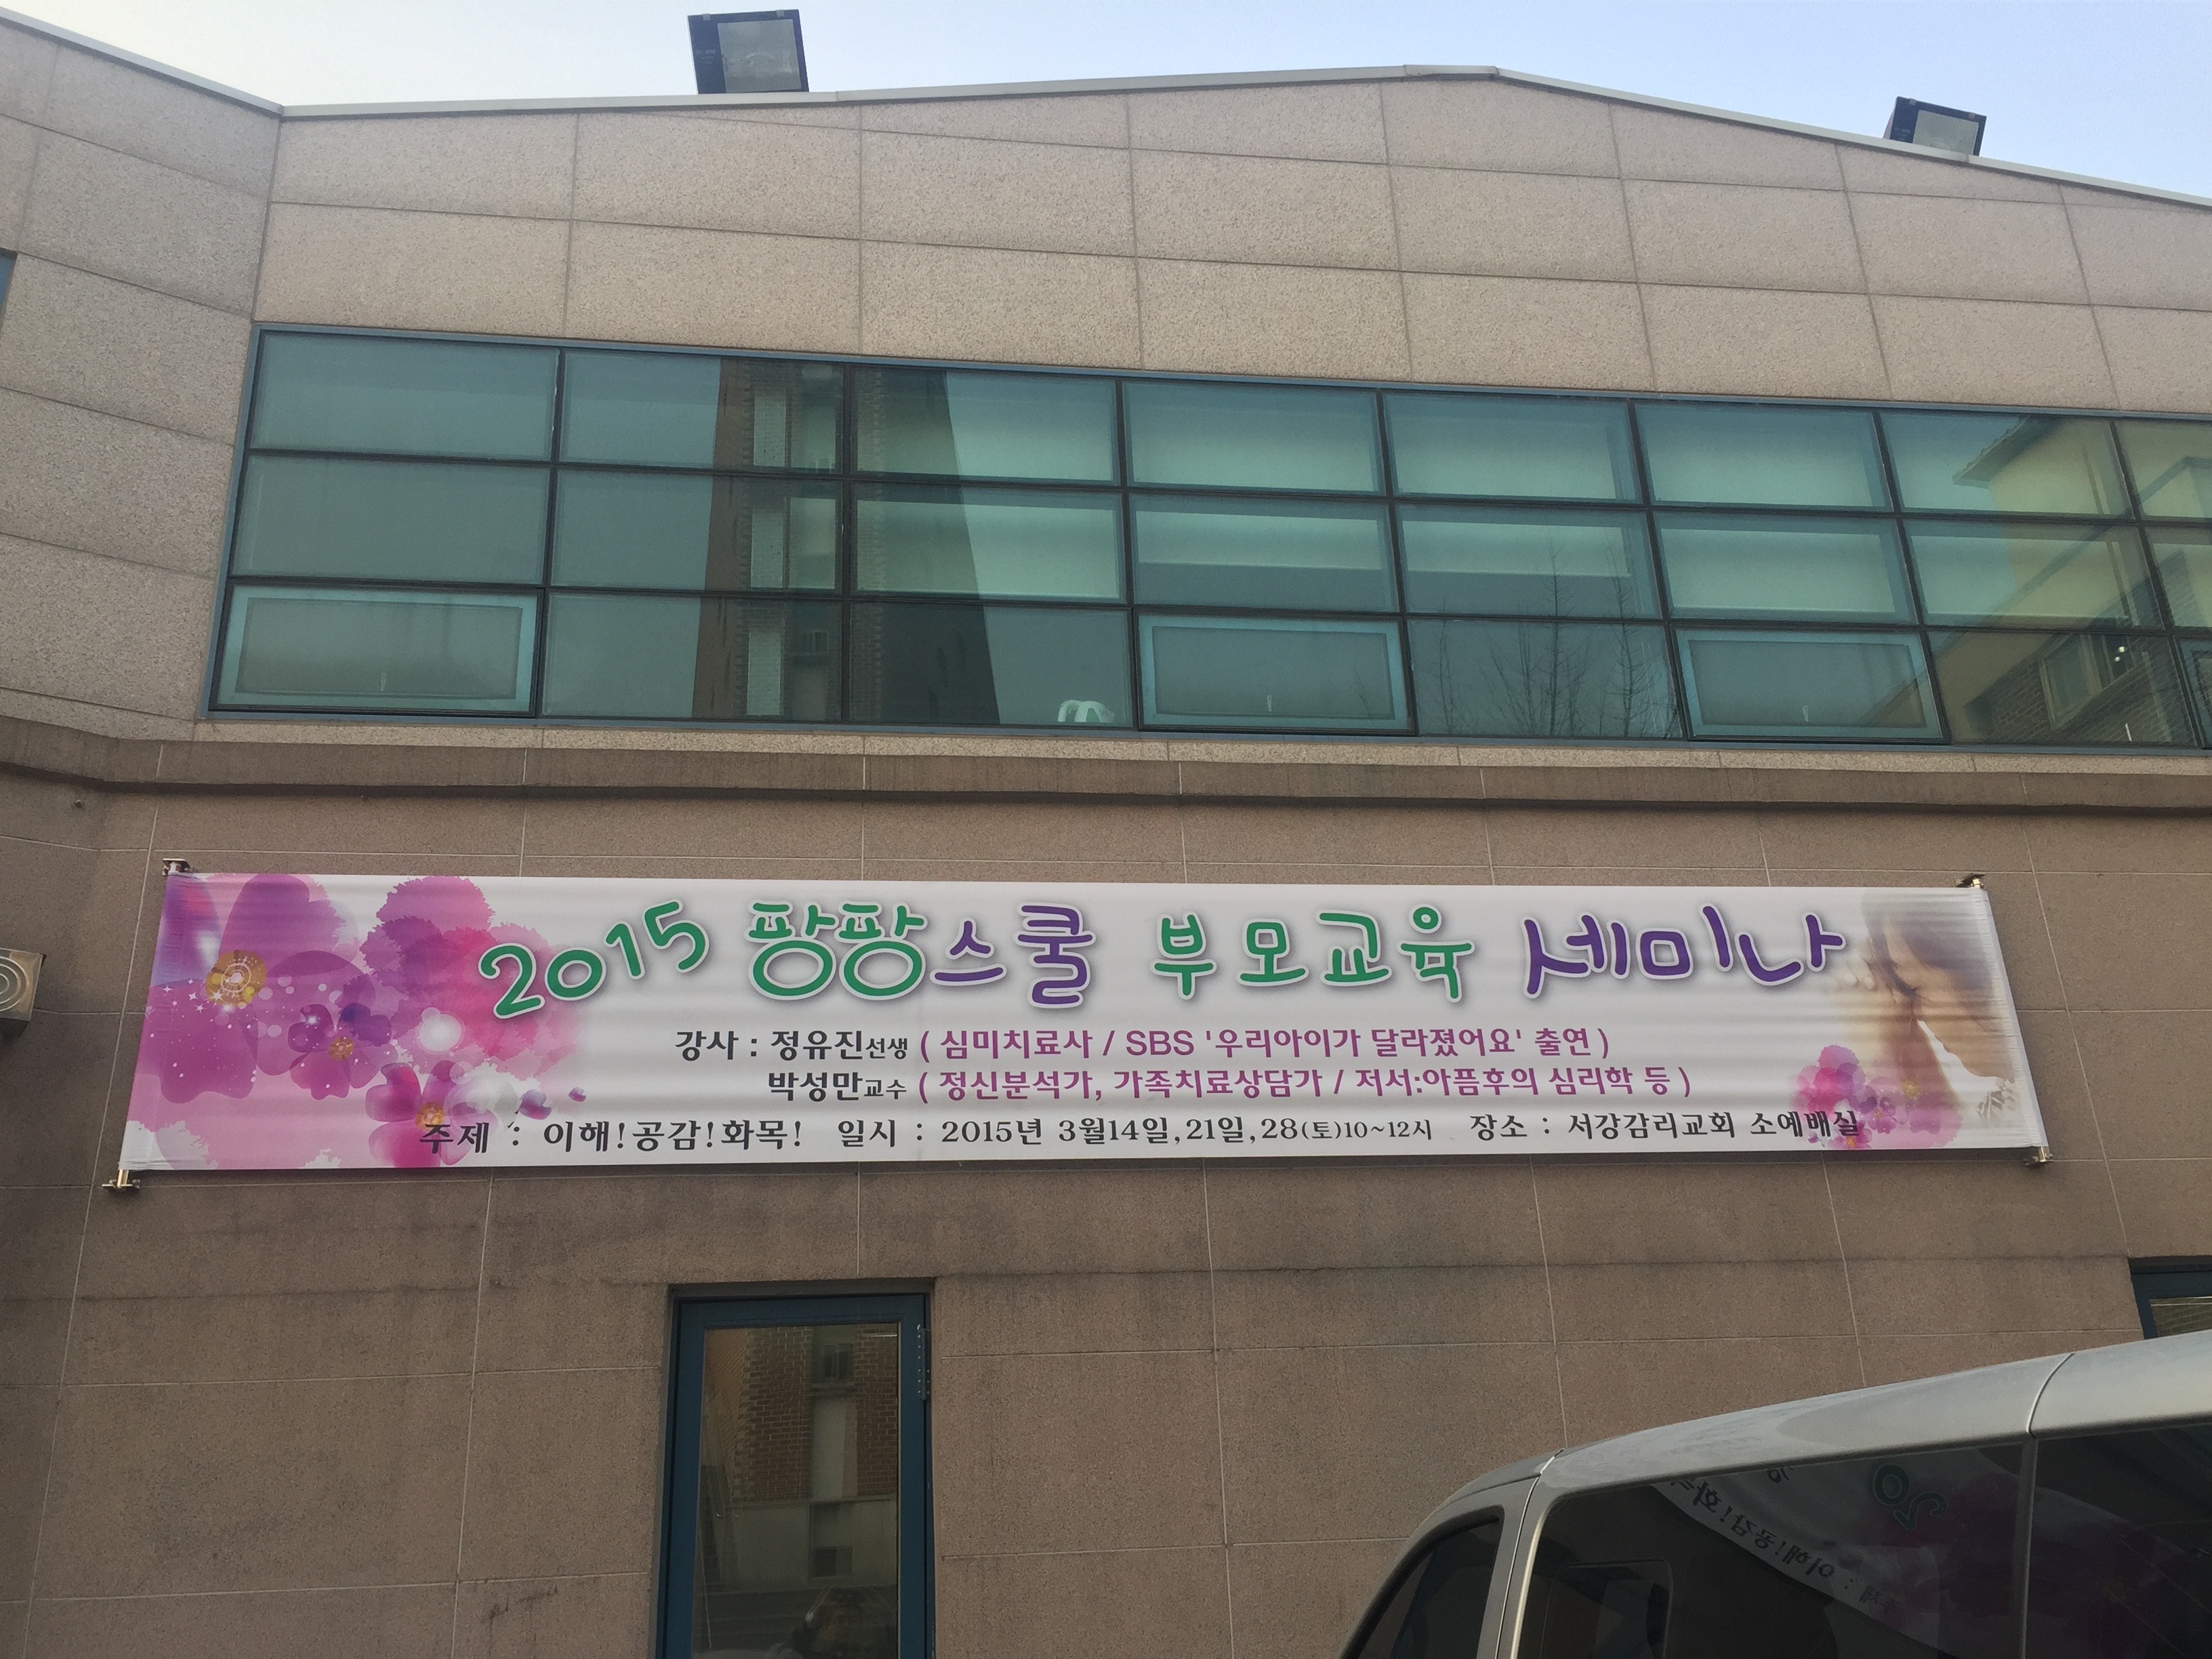 2015 팡팡스쿨 부모교육 세미나
강사 : 정유진선생 ( 심미치료사 / SBS '우리아이가 달라졌어요' 출연 )
박성만교수 ( 정신분석가, 가족치료상담가 / 저서:아픔후의 심리학 등 )
주제 : 이해!공감!화목! 일시 : 2015년 3월14일,21일,28(토)10~12시 장소 : 서강감리교회 소예배실